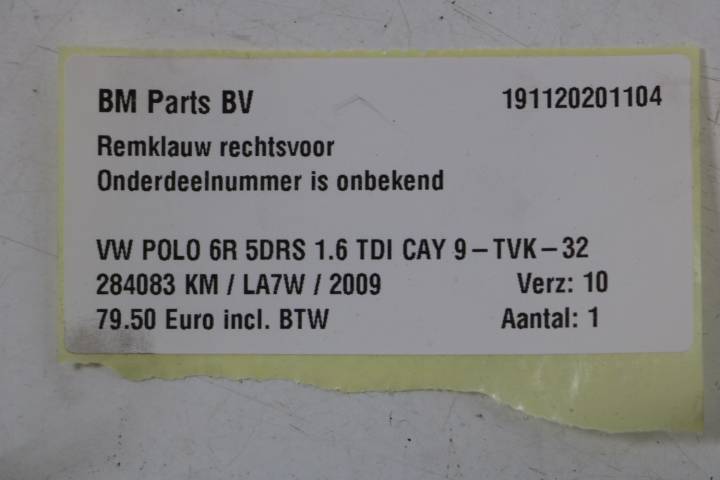 BM Parts BV 191120201104
Remklauw rechtsvoor
Onderdeelnummer is onbekend
VW POLO 6R 5DRS 1.6 TDI CAY 9-TVK-32
284083 KM / LA7W / 2009 Verz: 10
79.50 Euro incl. BTW Aantal: 1